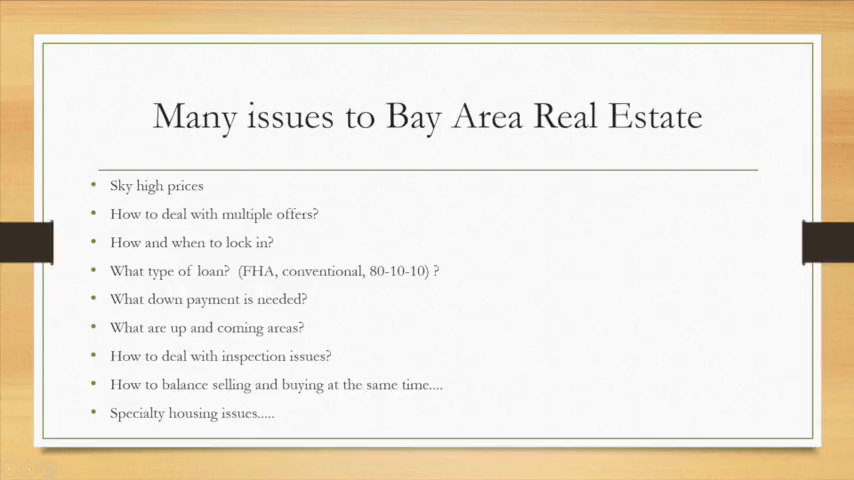 Many issues to Bay Area Real Estate
• Sky high prices
• How to deal with multiple offers?
• How and when to lock in?
• What type of loan?  (FHA, conventional, 80-10-10) ?
• What down payment is needed?
• What are up and coming areas?
• How to deal with inspection issues?
• How to balance selling and buying at the same time....
• Specialty housing issues.....